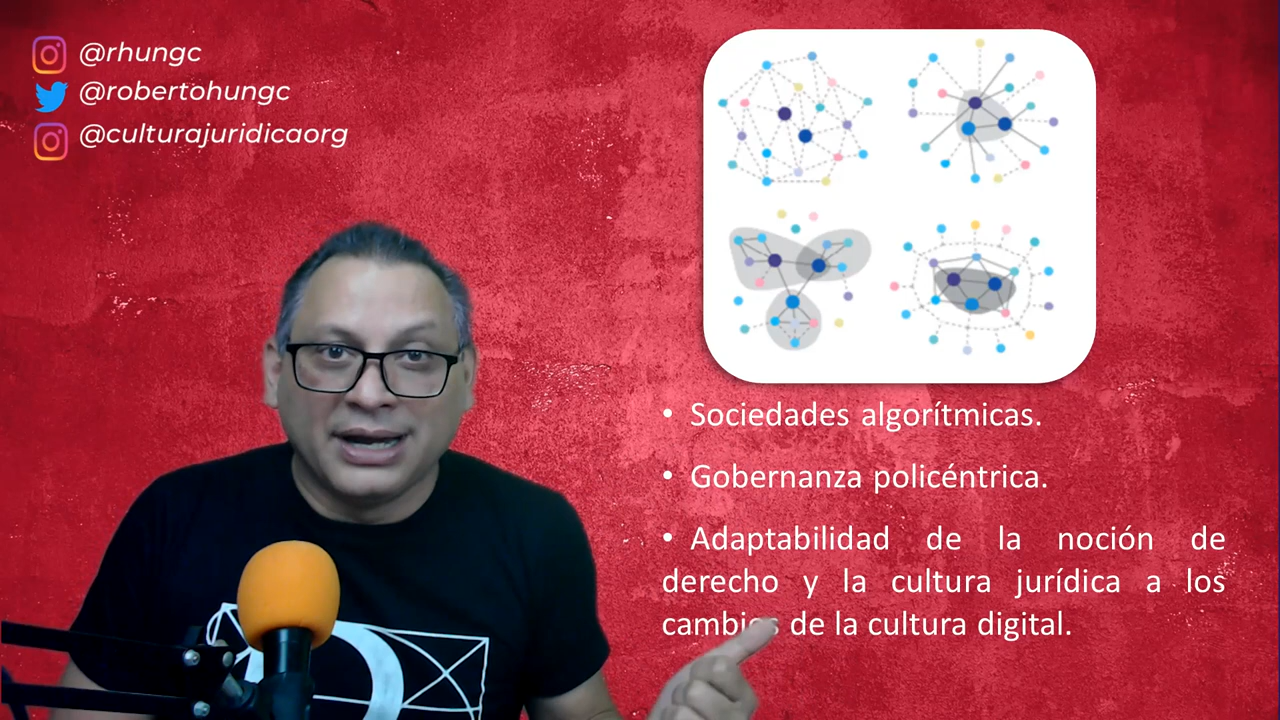 @rhungc
@robertohungc
@culturajuridicaorg
• Sociedades algorítmicas.
• Gobernanza policéntrica.
• Adaptabilidad de la noción de
derecho y la cultura jurídica a los
cambios de la cultura digital.